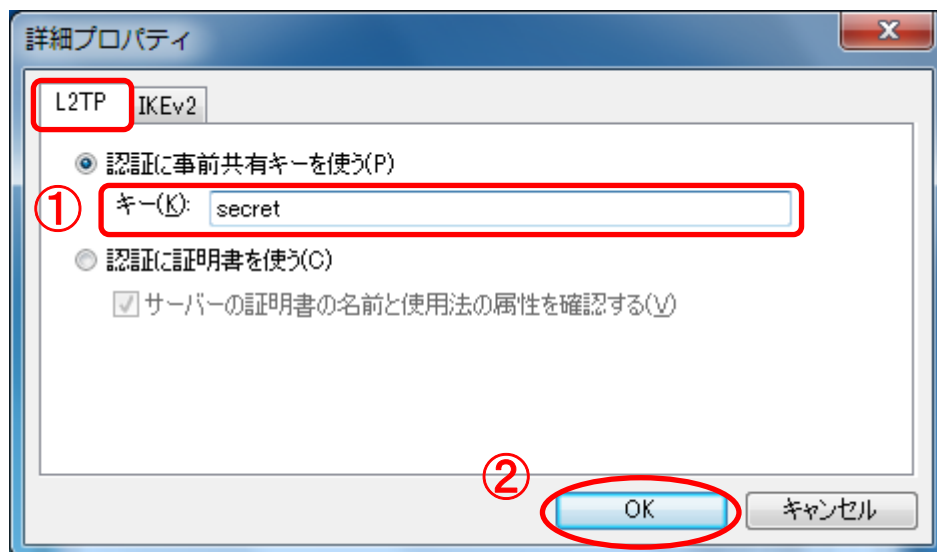 詳細プロパティ
L2TP IKEv2
認証に事前共有キーを使う(P)
① キー(K): secret
認証に証明書を使う(C)
サーバーの証明書の名前と使用法の属性を確認する(V)
②
OK キャンセル